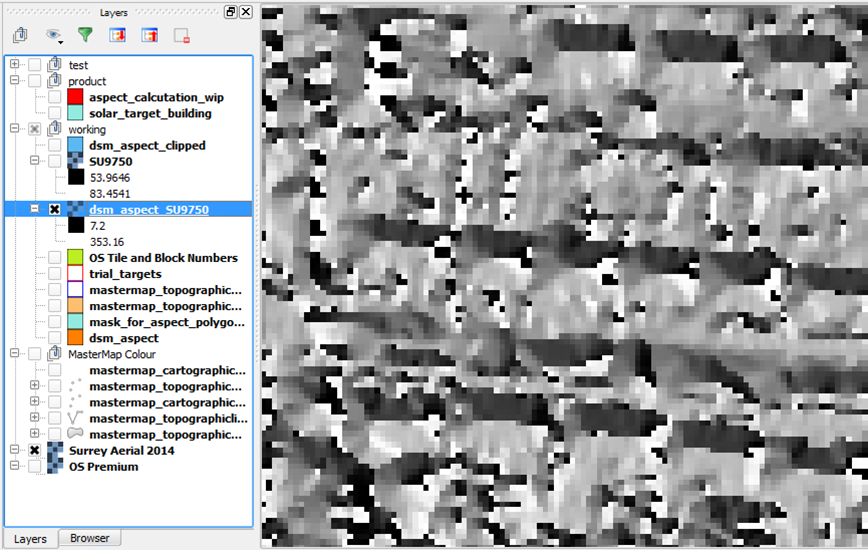 Layers
test
product
aspect_calcutation_wip
solar_target_building
working
dsm_aspect_clipped
SU9750
53.9646
83.4541
dsm_aspect_SU9750
7.2
353.16
OS Tile and Block Numbers
trial_targets
mastermap_topographic...
mastermap_topographic...
mask_for_aspect_polygo...
dsm_aspect
MasterMap Colour
mastermap_cartographic...
mastermap_topographic...
mastermap_cartographic...
mastermap_topographicli...
mastermap_topographic...
Surrey Aerial 2014
OS Premium
Layers Browser